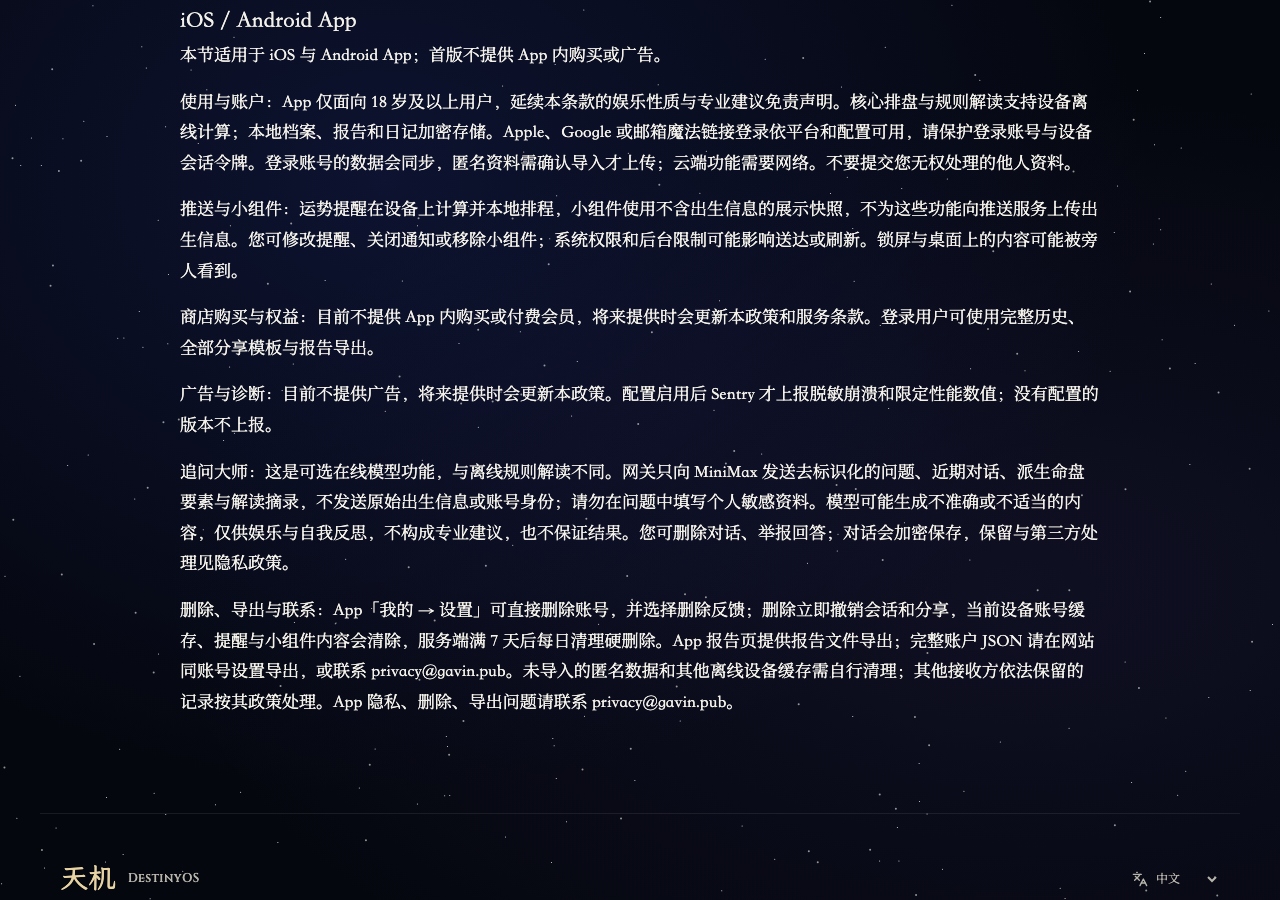 iOS / Android App
本节适用于 iOS 与 Android App；首版不提供 App 内购买或广告。
使用与账户：App 仅面向 18 岁及以上用户，延续本条款的娱乐性质与专业建议免责声明。核心排盘与规则解读支持设备离
线计算；本地档案、报告和日记加密存储。Apple、Google 或邮箱魔法链接登录依平台和配置可用，请保护登录账号与设备
会话令牌。登录账号的数据会同步，匿名资料需确认导入才上传；云端功能需要网络。不要提交您无权处理的他人资料。
推送与小组件：运势提醒在设备上计算并本地排程，小组件使用不含出生信息的展示快照，不为这些功能向推送服务上传出
生信息。您可修改提醒、关闭通知或移除小组件；系统权限和后台限制可能影响送达或刷新。锁屏与桌面上的内容可能被旁
人看到。
商店购买与权益：目前不提供 App 内购买或付费会员，将来提供时会更新本政策和服务条款。登录用户可使用完整历史、
全部分享模板与报告导出。
广告与诊断：目前不提供广告，将来提供时会更新本政策。配置启用后 Sentry 才上报脱敏崩溃和限定性能数值；没有配置的
版本不上报。
追问大师：这是可选在线模型功能，与离线规则解读不同。网关只向 MiniMax 发送去标识化的问题、近期对话、派生命盘
要素与解读摘录，不发送原始出生信息或账号身份；请勿在问题中填写个人敏感资料。模型可能生成不准确或不适当的内
容，仅供娱乐与自我反思，不构成专业建议，也不保证结果。您可删除对话、举报回答；对话会加密保存，保留与第三方处
理见隐私政策。
删除、导出与联系：App「我的 → 设置」可直接删除账号，并选择删除反馈；删除立即撤销会话和分享，当前设备账号缓
存、提醒与小组件内容会清除，服务端满 7 天后每日清理硬删除。App 报告页提供报告文件导出；完整账户 JSON 请在网站
同账号设置导出，或联系 privacy@gavin.pub。未导入的匿名数据和其他离线设备缓存需自行清理；其他接收方依法保留的
记录按其政策处理。App 隐私、删除、导出问题请联系 privacy@gavin.pub。
天机 DESTINYOS
中文